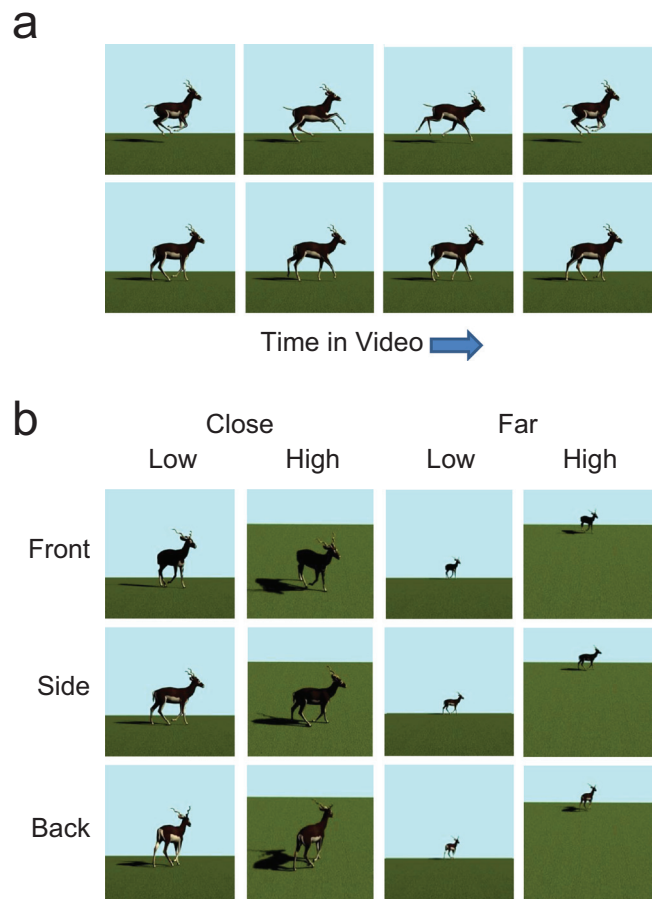 a
Time in Video
b
Close Far
Low High Low High
Front
Side
Back